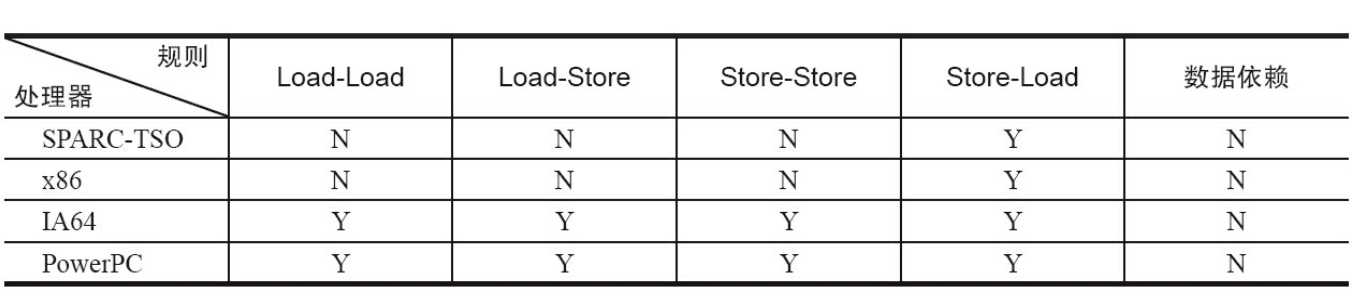 规则
处理器 Load-Load Load-Store Store-Store Store-Load 数据依赖
SPARC-TSO N N N Y N
x86 N N N Y N
IA64 Y Y Y Y N
PowerPC Y Y Y Y N